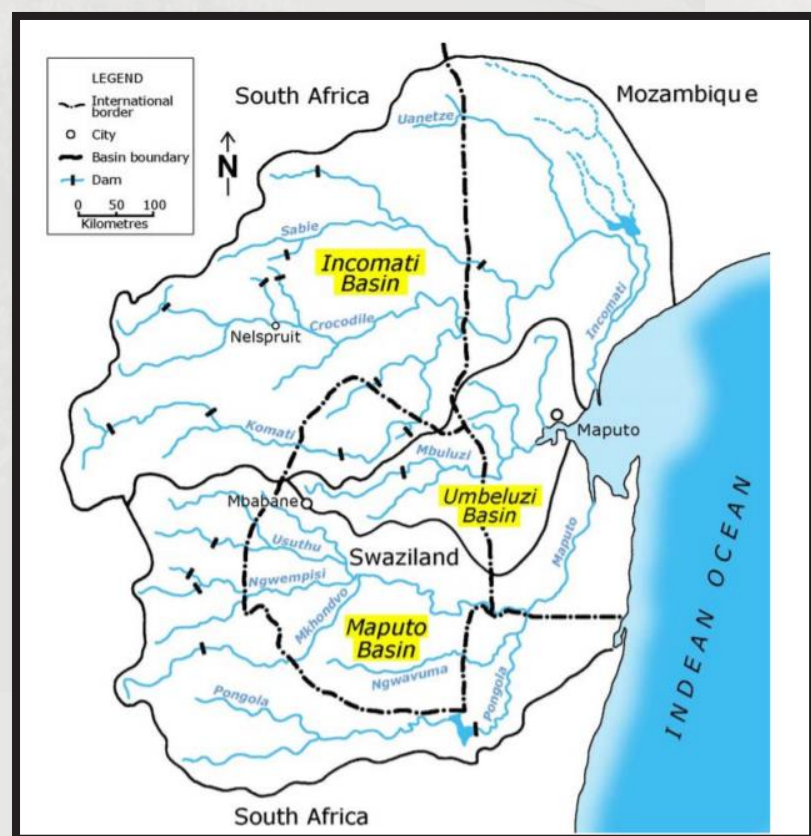 LEGEND
International
border
City
Basin boundary
Dam
0 50 100
Kilometres
South Africa
Mozambique
N
Uanetze
Sabie
Incomati
Basin
Incomati
Nelspruit
Crocodile
Komati
Mbuluzi
Maputo
Mbabane
Umbeluzi
Basin
Usuthu
Swaziland
Maputo
Ngwempisi
Mkhondvo
Maputo
Basin
Ngwavuma
Pongola
Pongola
INDEAN OCEAN
South Africa